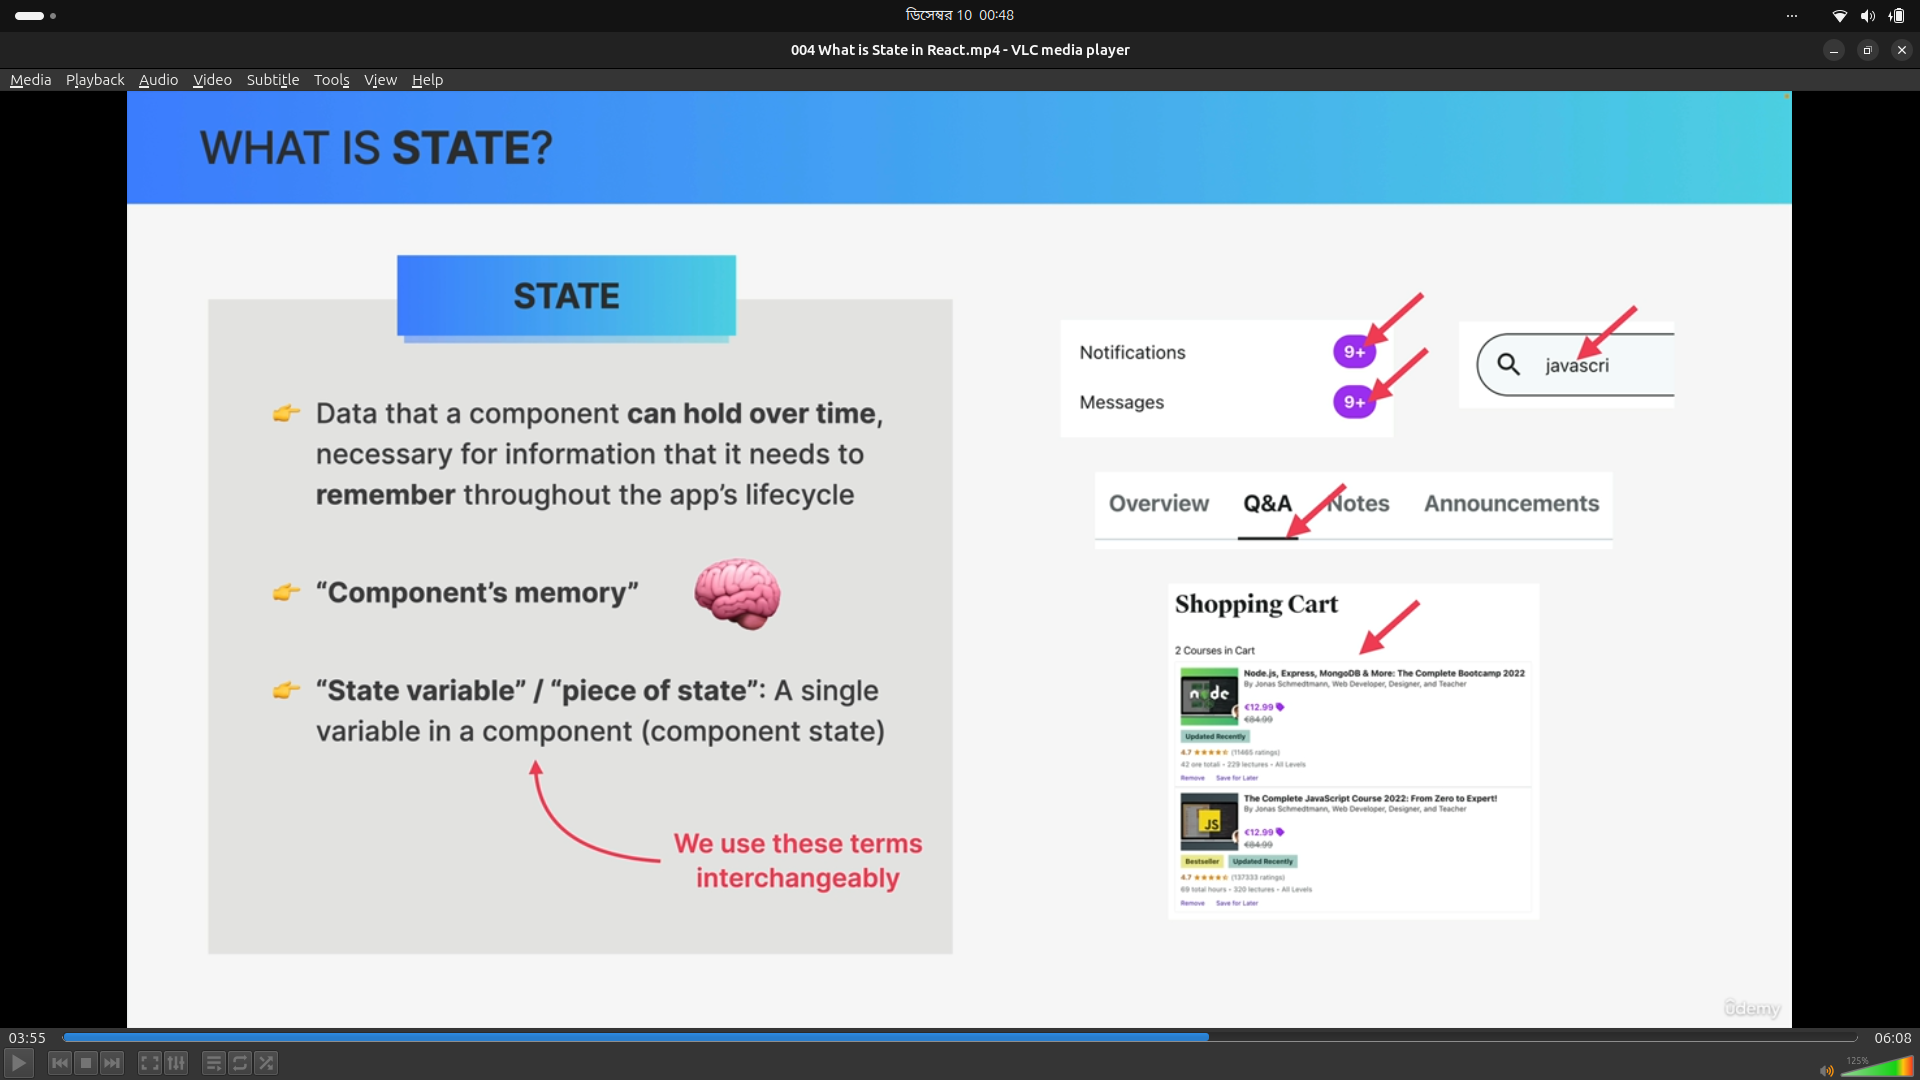 ডিসেম্বর 10 00:48
004 What is State in React.mp4 - VLC media player
Media Playback Audio Video Subtitle Tools View Help
WHAT IS STATE?
STATE
Data that a component can hold over time,
necessary for information that it needs to
remember throughout the app’s lifecycle
“Component’s memory”
“State variable” / “piece of state”: A single
variable in a component (component state)
We use these terms
interchangeably
Notifications 9+
Messages 9+
javascri
Overview Q&A Notes Announcements
Shopping Cart
2 Courses in Cart
node
Node.js, Express, MongoDB & More: The Complete Bootcamp 2022
By Jonas Schmedtmann, Web Developer, Designer, and Teacher
€12.99
€84.99
Updated Recently
4.7 (11465 ratings)
42 ore totali • 229 lectures • All Levels
Remove Save for Later
JS
The Complete JavaScript Course 2022: From Zero to Expert!
By Jonas Schmedtmann, Web Developer, Designer, and Teacher
€12.99
€84.99
Bestseller Updated Recently
4.7 (137333 ratings)
69 total hours • 320 lectures • All Levels
Remove Save for Later
ûdemy
03:55 06:08
125%